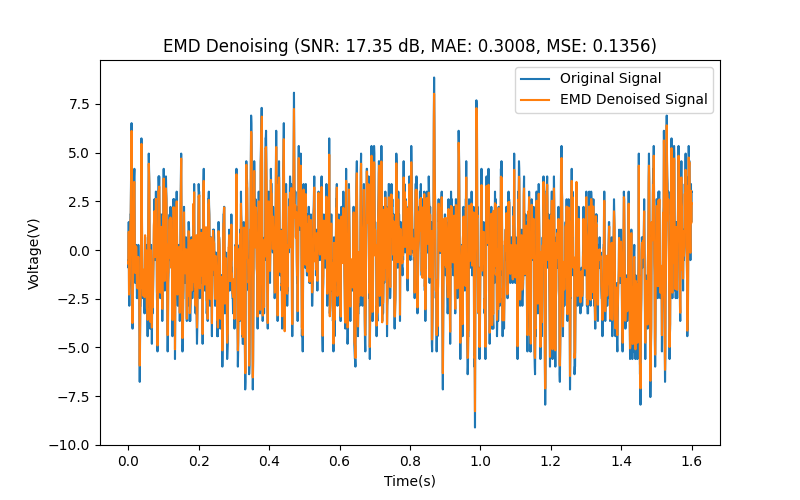 EMD Denoising (SNR: 17.35 dB, MAE: 0.3008, MSE: 0.1356)
Original Signal
EMD Denoised Signal
7.5
5.0
2.5
0.0
−2.5
−5.0
−7.5
−10.0
Voltage(V)
0.0 0.2 0.4 0.6 0.8 1.0 1.2 1.4 1.6
Time(s)